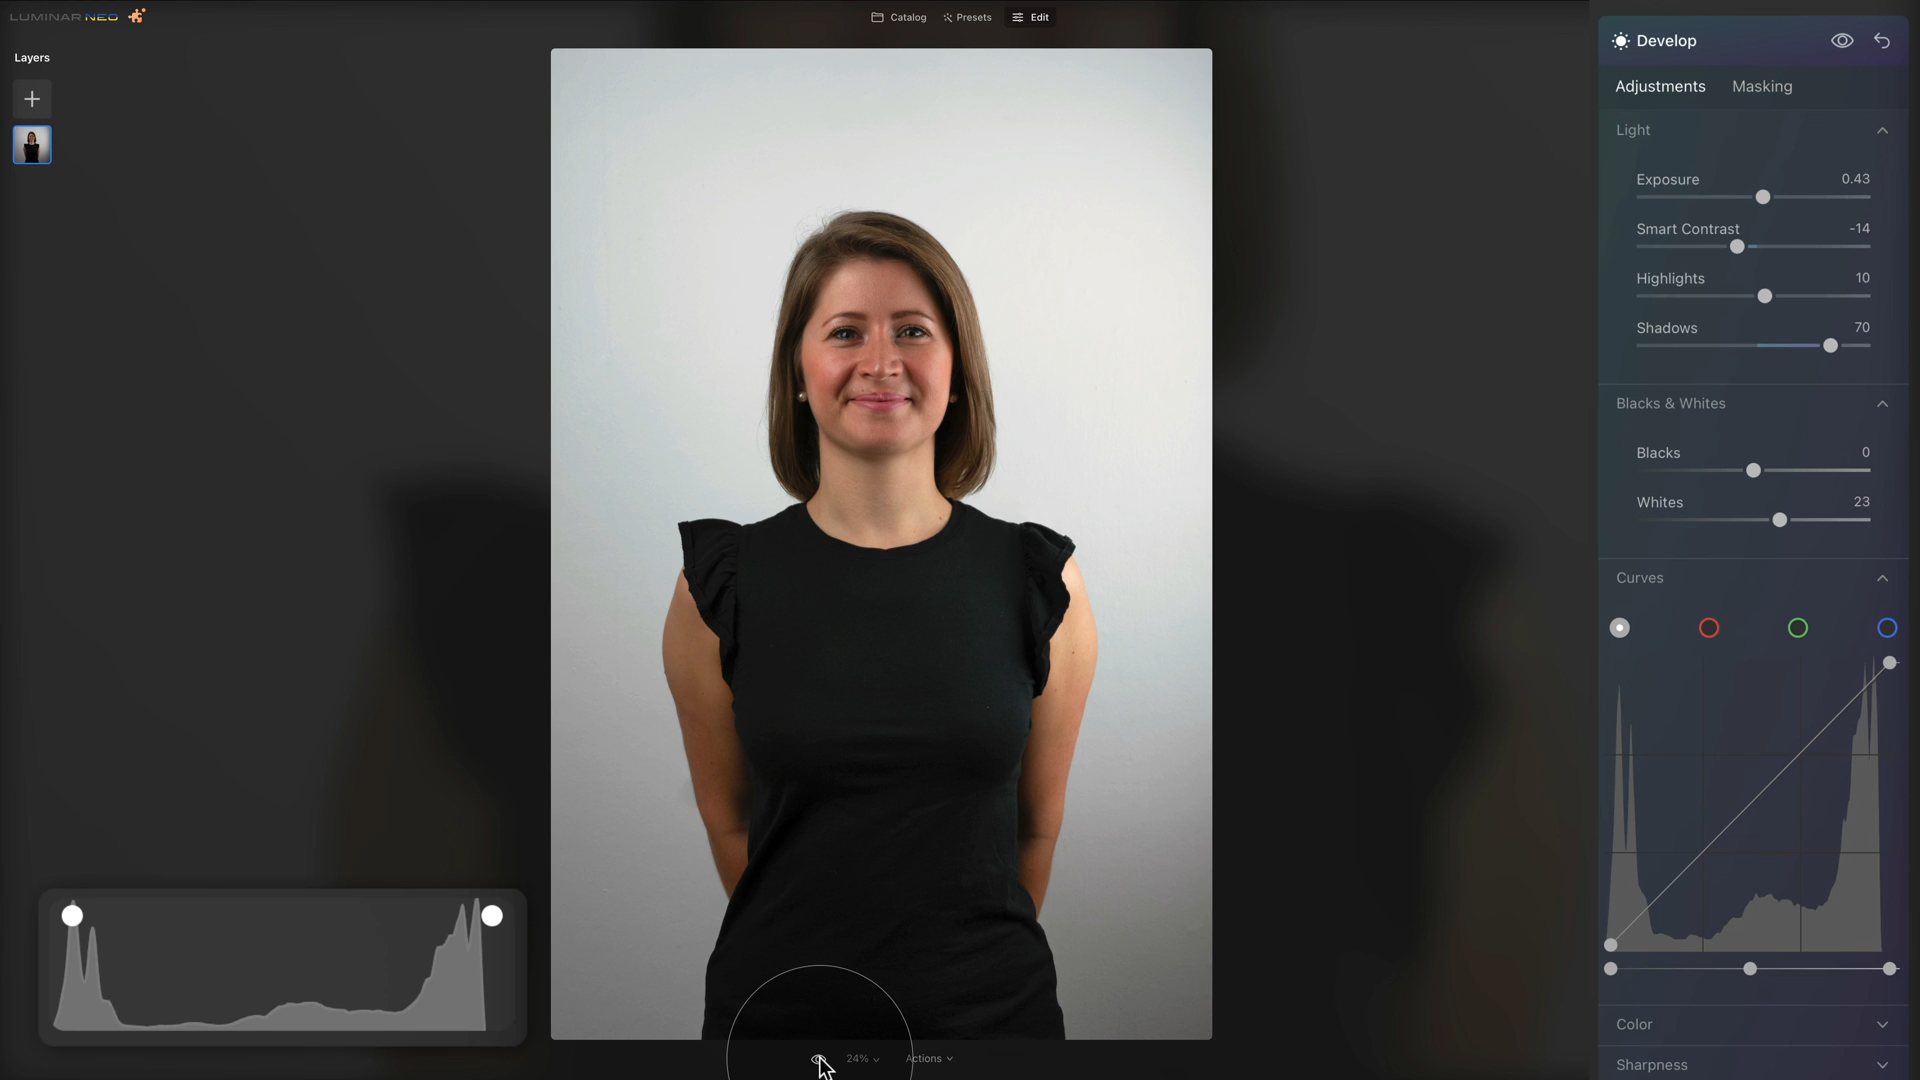 LUMINAR NEO
Catalog
Presets
Edit
Layers
24%
Actions
Develop
Adjustments
Masking
Light
Exposure 0.43
Smart Contrast -14
Highlights 10
Shadows 70
Blacks & Whites
Blacks 0
Whites 23
Curves
Color
Sharpness